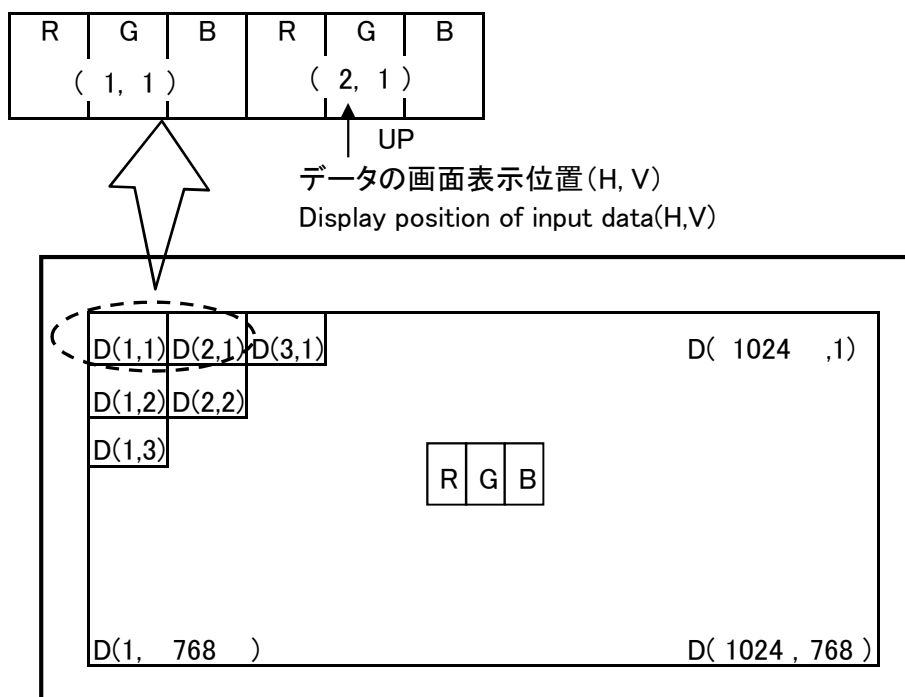 R G B R G B
( 1, 1 ) ( 2, 1 )
UP
データの画面表示位置(H, V)
Display position of input data(H,V)
D(1,1) D(2,1) D(3,1) D( 1024 ,1)
D(1,2) D(2,2)
D(1,3)
R G B
D(1, 768 ) D( 1024 , 768 )